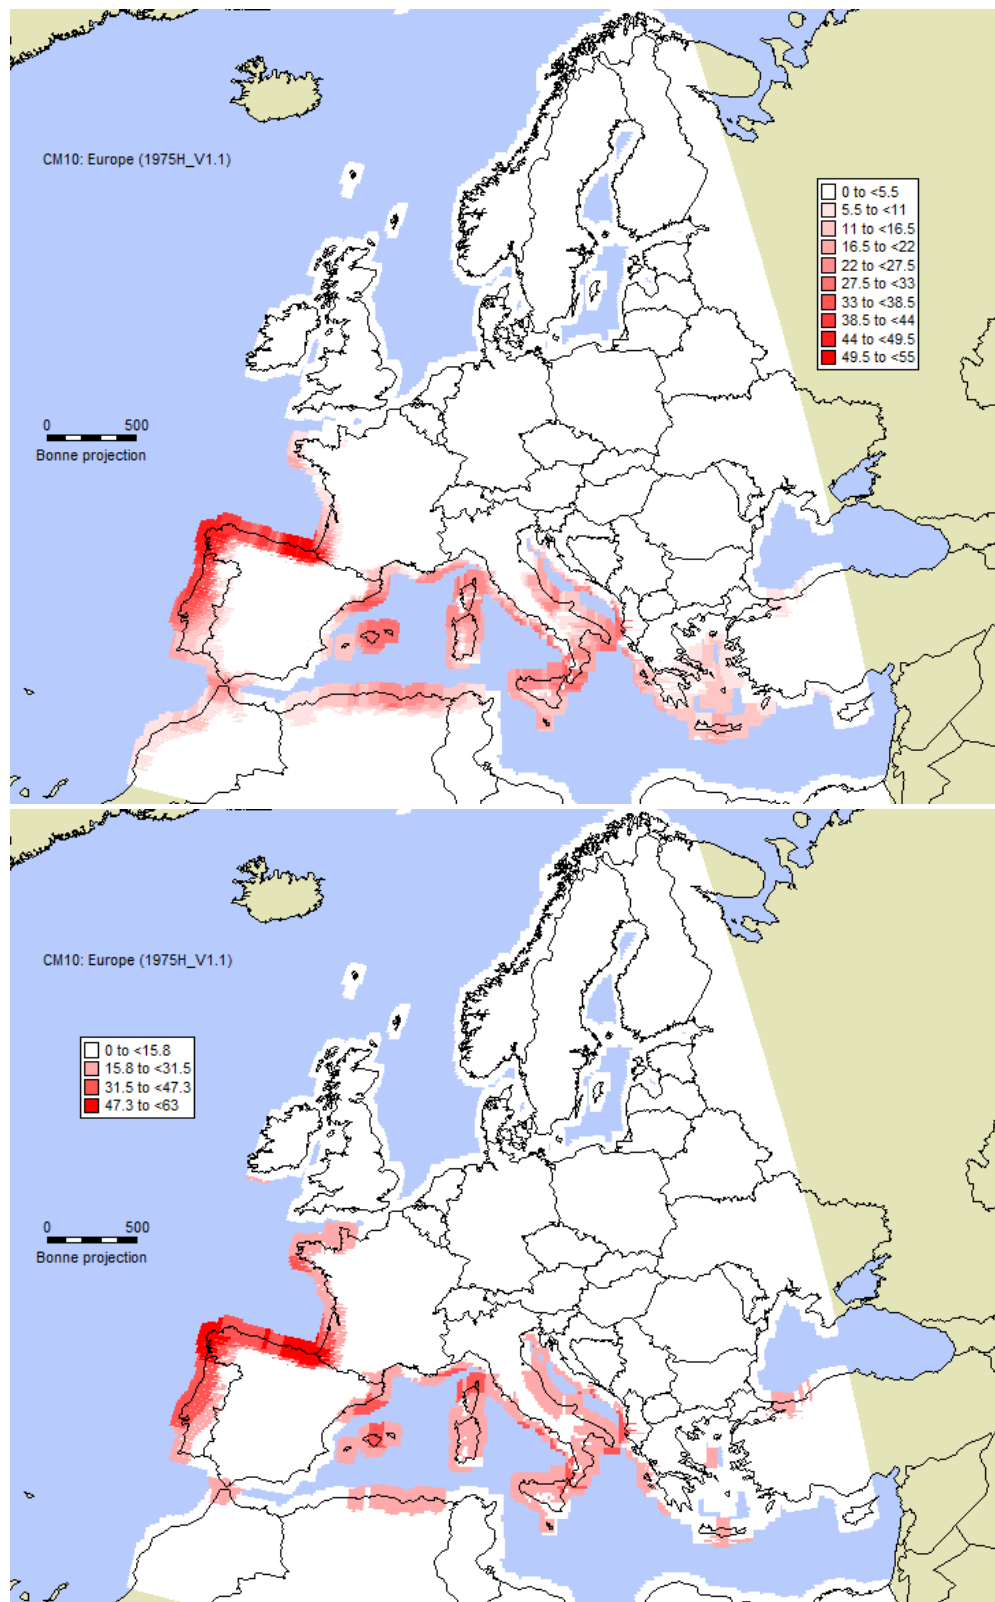 CM10: Europe (1975H_V1.1)
0 to <5.5
5.5 to <11
11 to <16.5
16.5 to <22
22 to <27.5
27.5 to <33
33 to <38.5
38.5 to <44
44 to <49.5
49.5 to <55
0 500
Bonne projection
CM10: Europe (1975H_V1.1)
0 to <15.8
15.8 to <31.5
31.5 to <47.3
47.3 to <63
0 500
Bonne projection